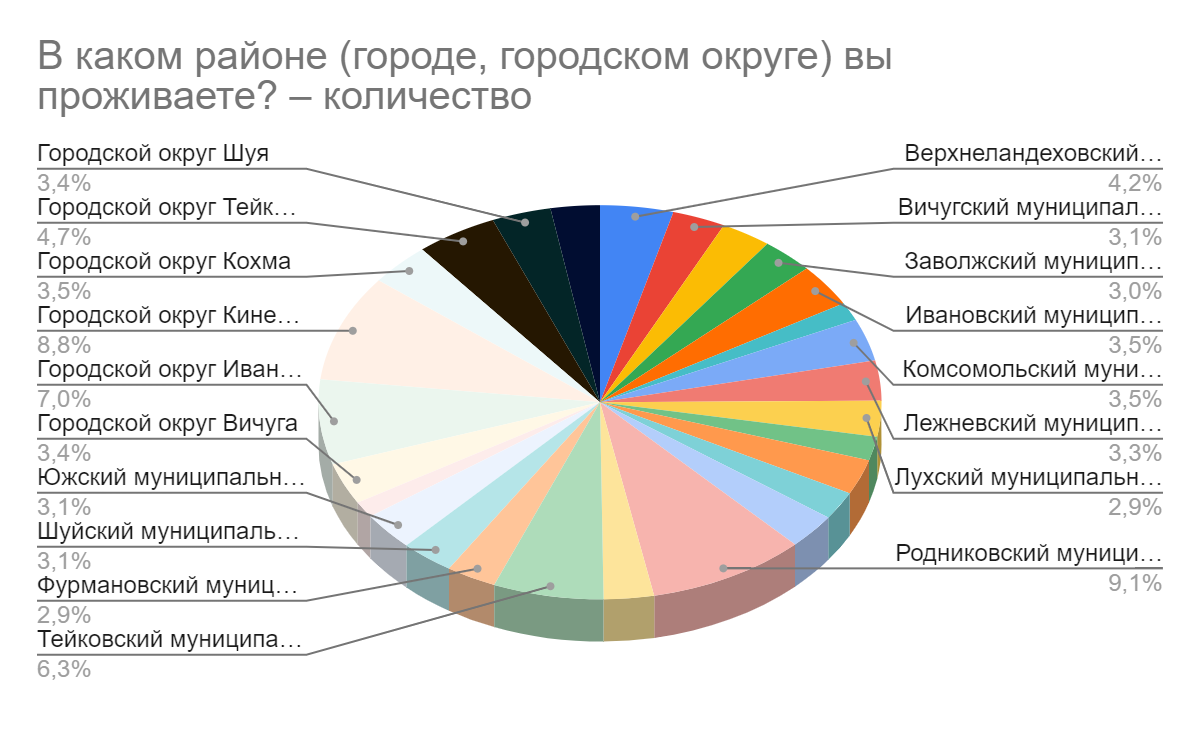 В каком районе (городе, городском округе) вы
проживаете? – количество
Городской округ Шуя
3,4%
Городской округ Тейк…
4,7%
Городской округ Кохма
3,5%
Городской округ Кине…
8,8%
Городской округ Иван…
7,0%
Городской округ Вичуга
3,4%
Южский муниципальн…
3,1%
Шуйский муниципаль…
3,1%
Фурмановский муниц…
2,9%
Тейковский муниципа…
6,3%
Верхнеландеховский…
4,2%
Вичугский муниципал…
3,1%
Заволжский муницип…
3,0%
Ивановский муницип…
3,5%
Комсомольский муни…
3,5%
Лежневский муницип…
3,3%
Лухский муниципальн…
2,9%
Родниковский муници…
9,1%